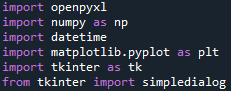 import openpyxl
import numpy as np
import datetime
import matplotlib.pyplot as plt
import tkinter as tk
from tkinter import simpledialog